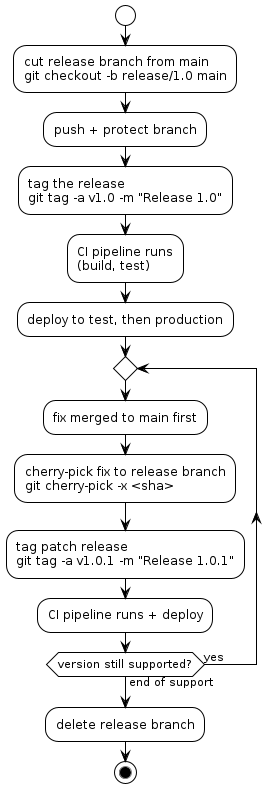 cut release branch from main
git checkout -b release/1.0 main
push + protect branch
tag the release
git tag -a v1.0 -m "Release 1.0"
CI pipeline runs
(build, test)
deploy to test, then production
fix merged to main first
cherry-pick fix to release branch
git cherry-pick -x <sha>
tag patch release
git tag -a v1.0.1 -m "Release 1.0.1"
CI pipeline runs + deploy
version still supported?
yes
end of support
delete release branch